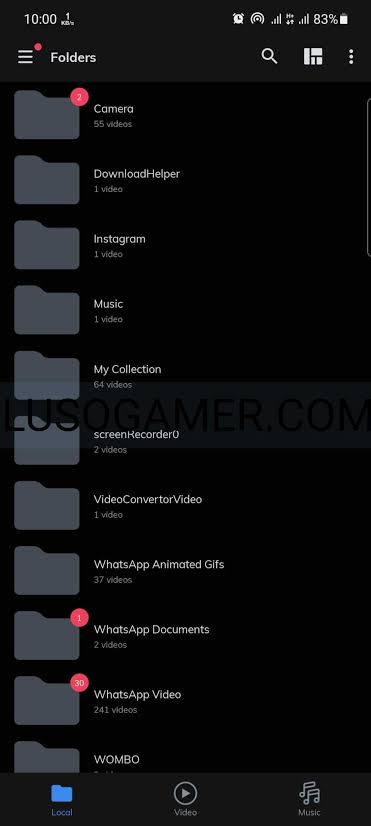 10:00 1 KB/s 83%
Folders
2
Camera
55 videos
DownloadHelper
1 video
Instagram
1 video
Music
1 video
My Collection
64 videos
LUSOGAMER.COM
screenRecorder0
2 videos
VideoConvertorVideo
1 video
WhatsApp Animated Gifs
37 videos
1
WhatsApp Documents
2 videos
30
WhatsApp Video
241 videos
WOMBO
Local Video Music